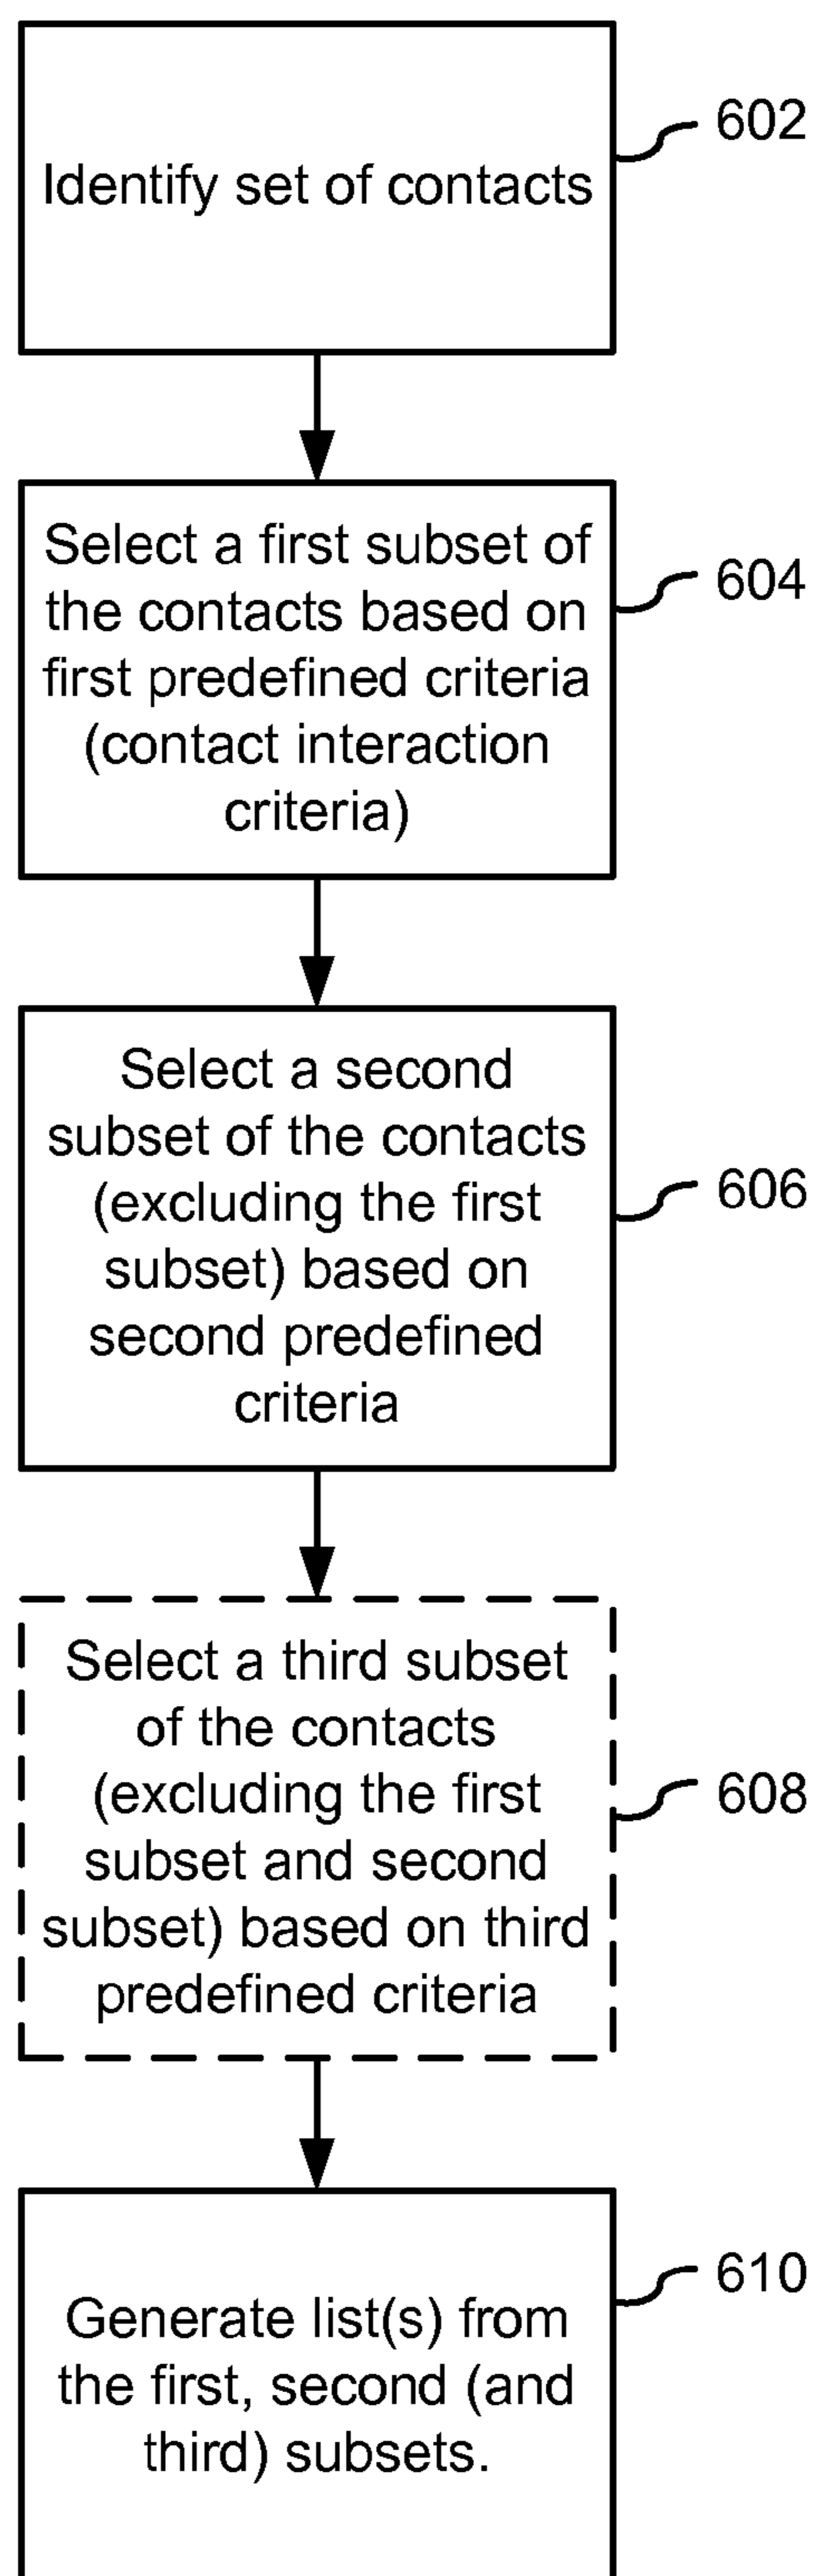 Identify set of contacts
602
Select a first subset of
the contacts based on
first predefined criteria
(contact interaction
criteria)
604
Select a second
subset of the contacts
(excluding the first
subset) based on
second predefined
criteria
606
Select a third subset
of the contacts
(excluding the first
subset and second
subset) based on third
predefined criteria
608
Generate list(s) from
the first, second (and
third) subsets.
610